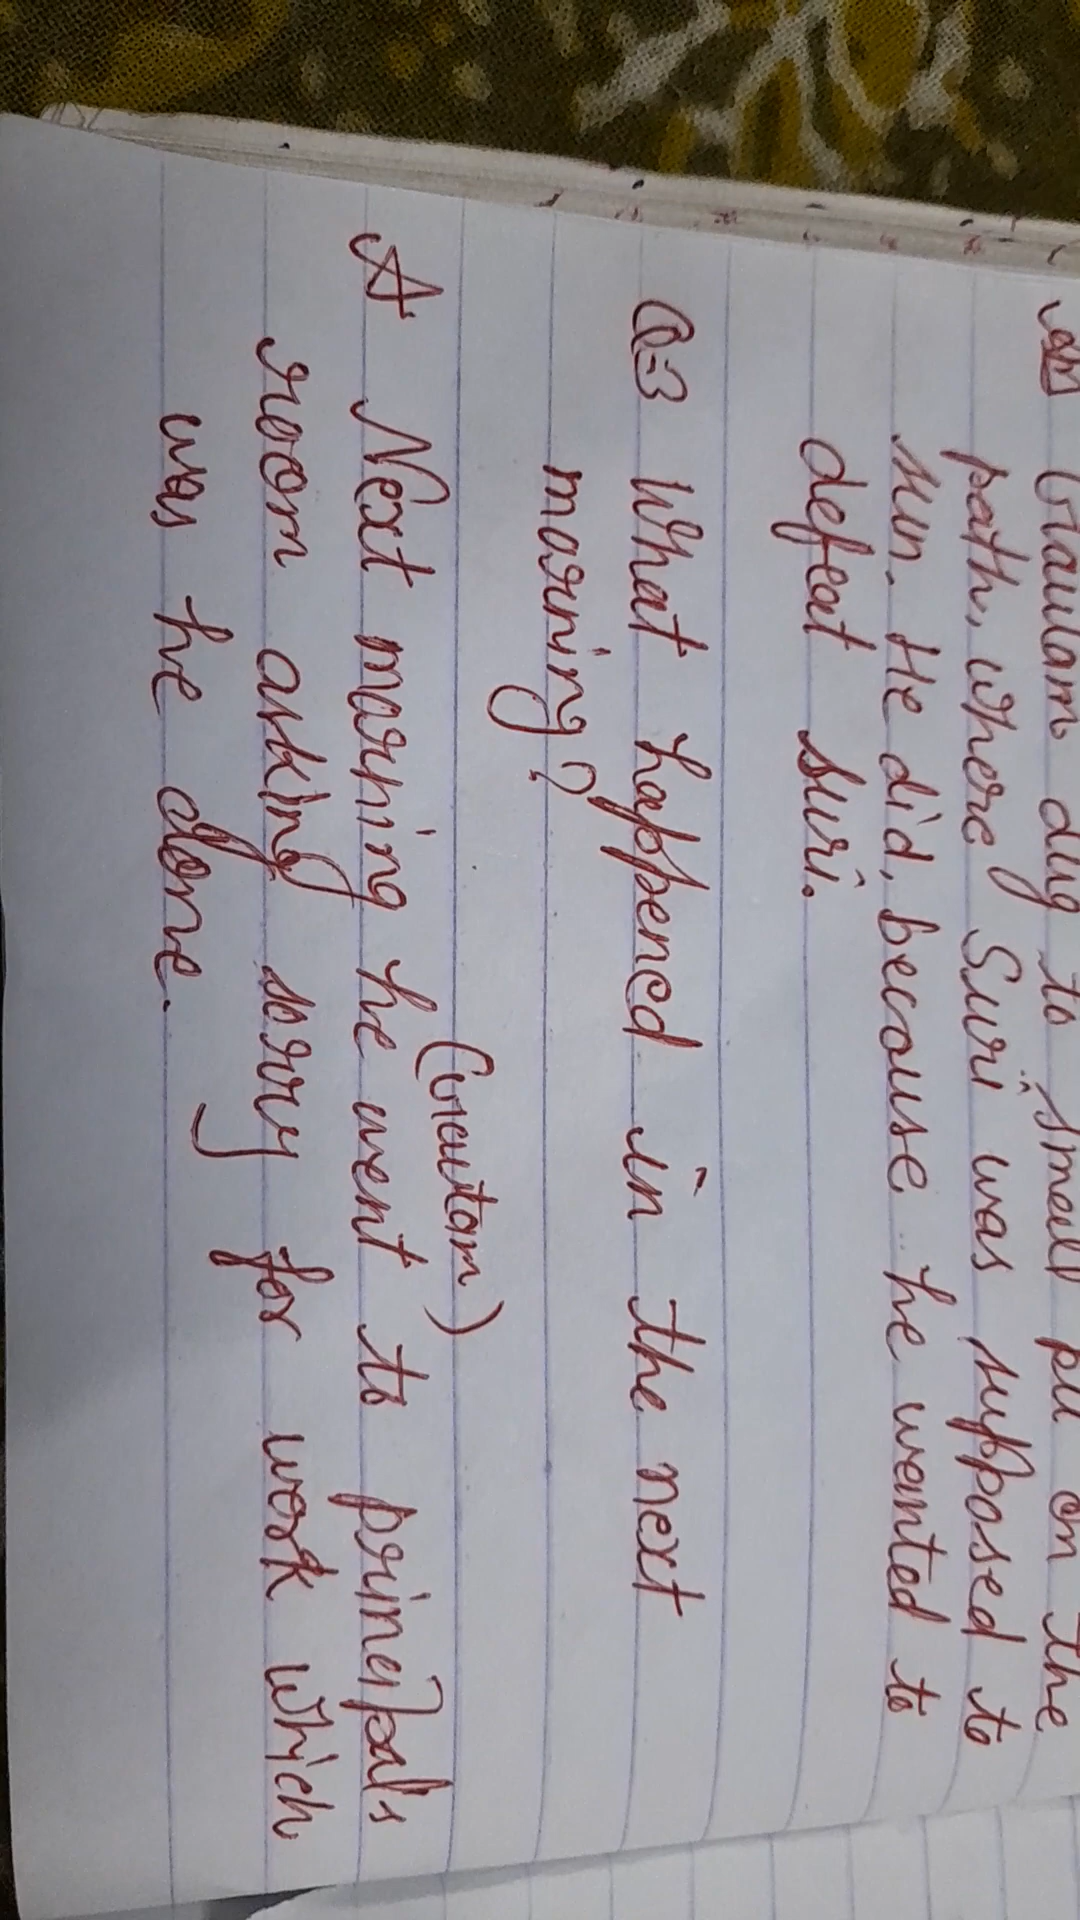 Gautam dug to small pit on the
path, where Suri was supposed to
run. He did, because he wanted to
defeat suri.
Q-3 What happened in the next
morning?
(Gautam)
A Next morning he went to principal's
room asking sorry for work which
was he done.